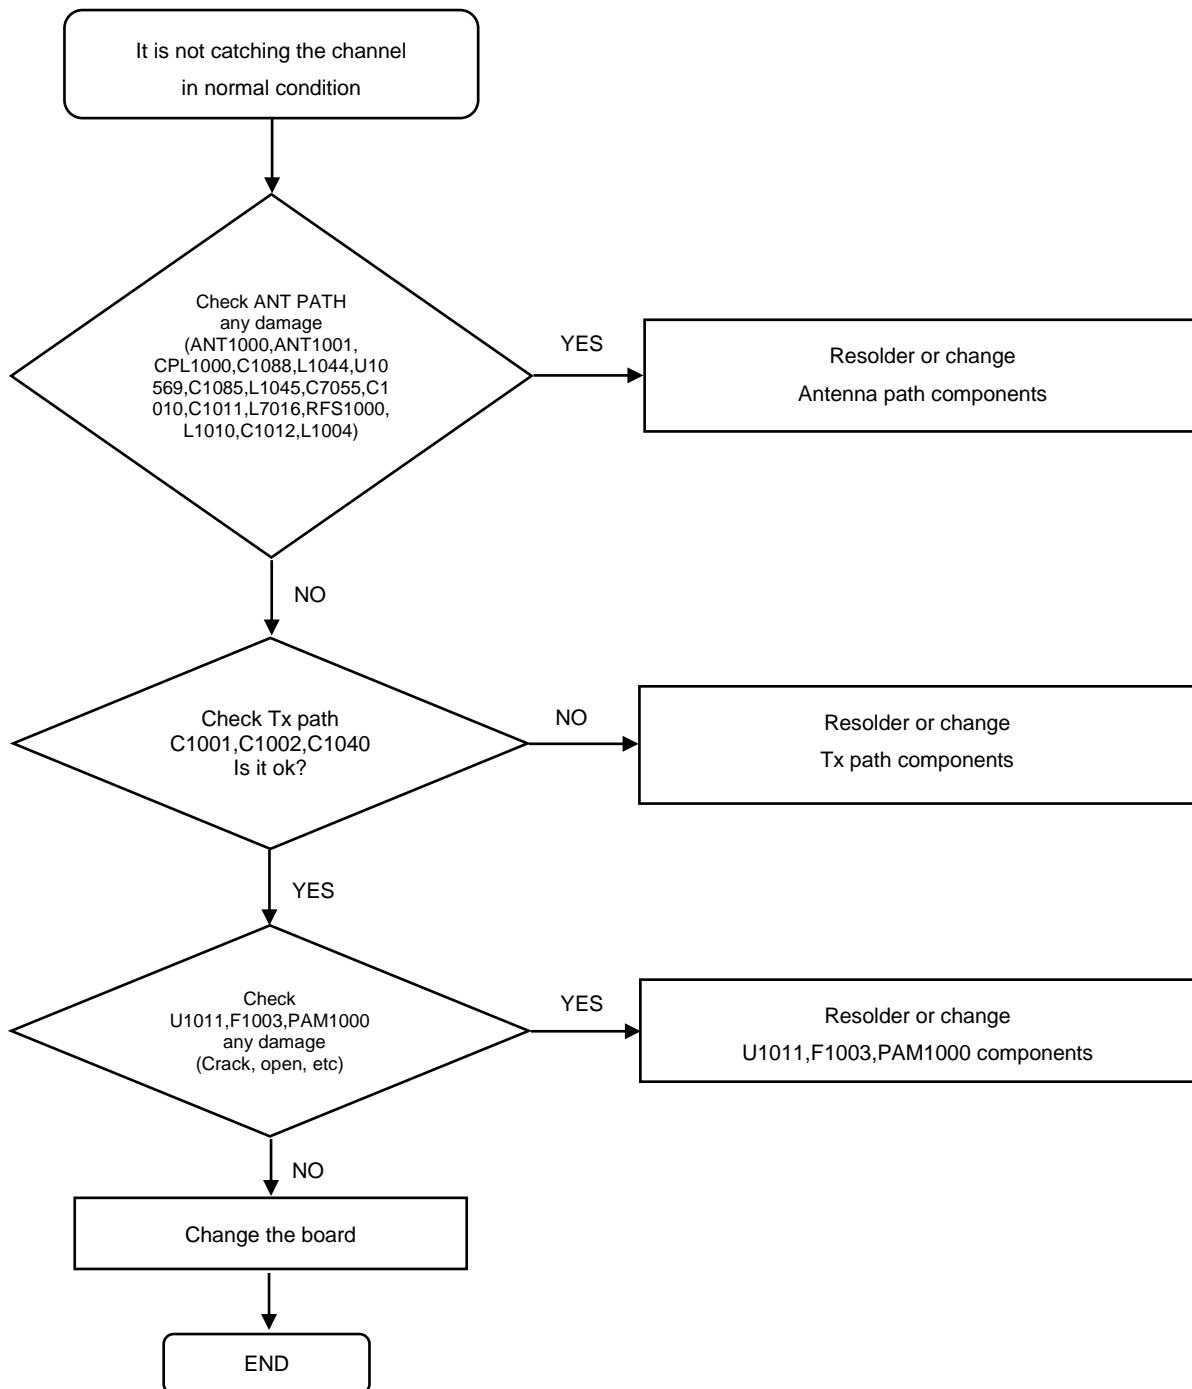 It is not catching the channel
in normal condition
Check ANT PATH
any damage
(ANT1000,ANT1001,
CPL1000,C1088,L1044,U10
569,C1085,L1045,C7055,C1
010,C1011,L7016,RFS1000,
L1010,C1012,L1004)
YES
Resolder or change
Antenna path components
NO
Check Tx path
C1001,C1002,C1040
Is it ok?
NO
Resolder or change
Tx path components
YES
Check
U1011,F1003,PAM1000
any damage
(Crack, open, etc)
YES
Resolder or change
U1011,F1003,PAM1000 components
NO
Change the board
END